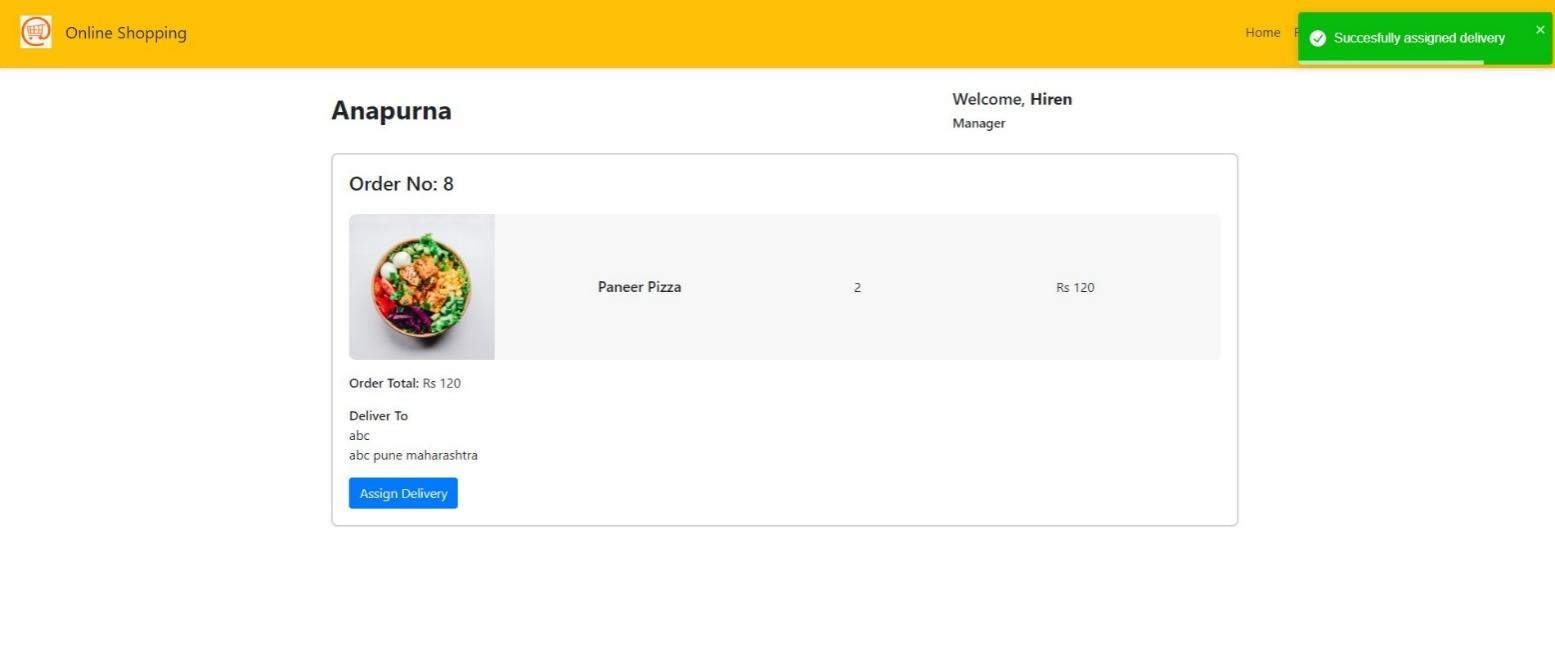 Online Shopping
Home
Succesfully assigned delivery
Anapurna
Welcome, Hiren
Manager
Order No: 8
Paneer Pizza 2 Rs 120
Order Total: Rs 120
Deliver To
abc
abc pune maharashtra
Assign Delivery